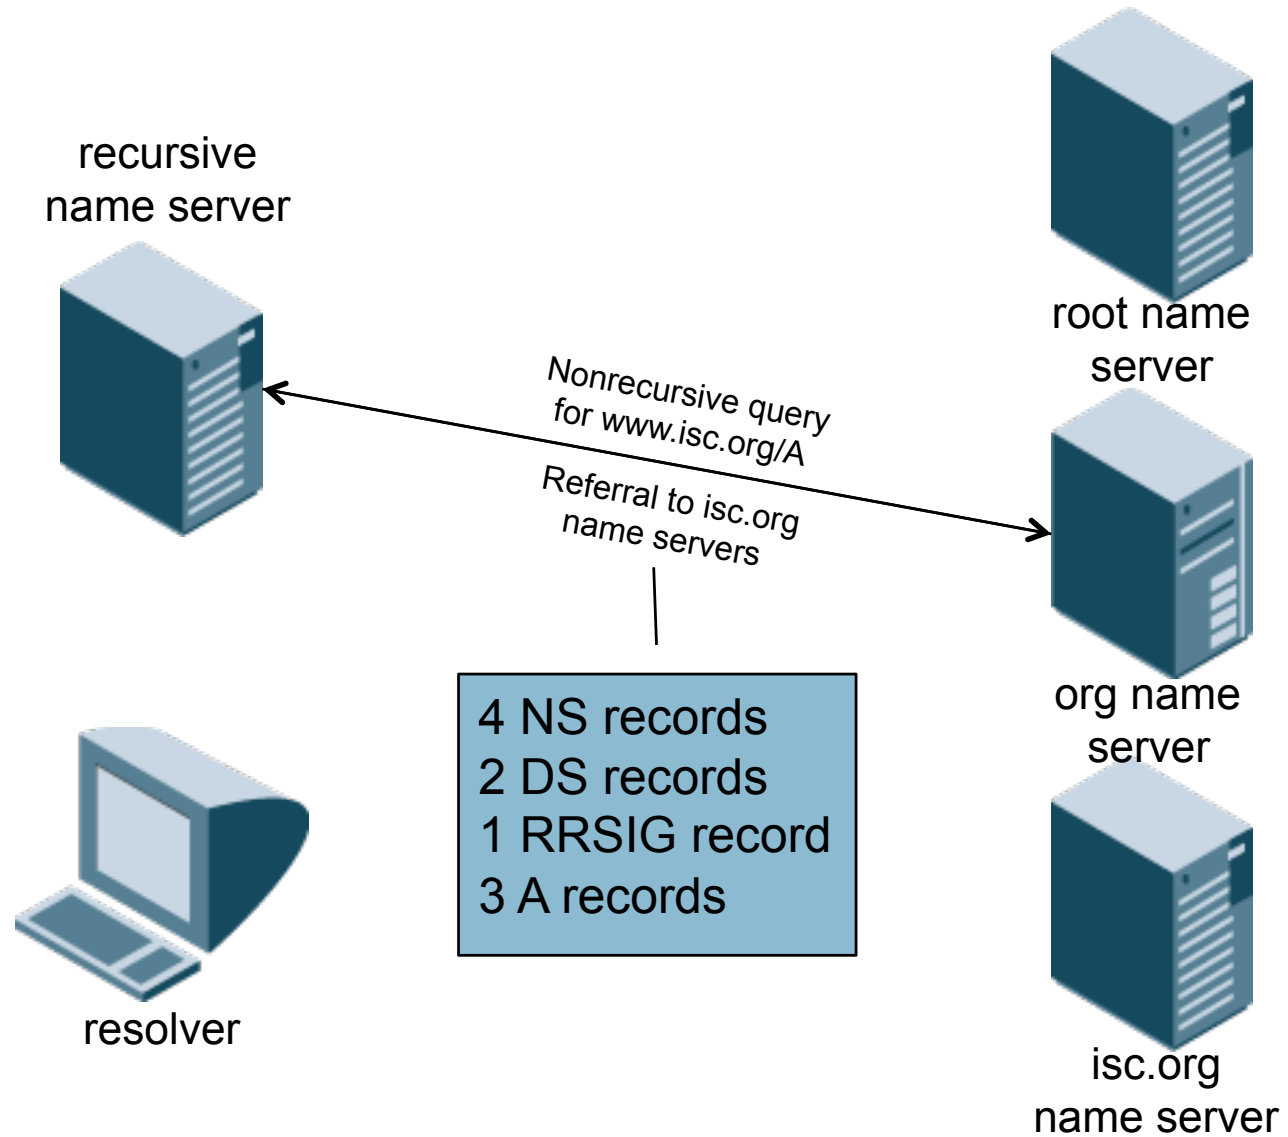 recursive
name server
root name
server
Nonrecursive query
for www.isc.org/A
Referral to isc.org
name servers
org name
server
4 NS records
2 DS records
1 RRSIG record
3 A records
resolver
isc.org
name server